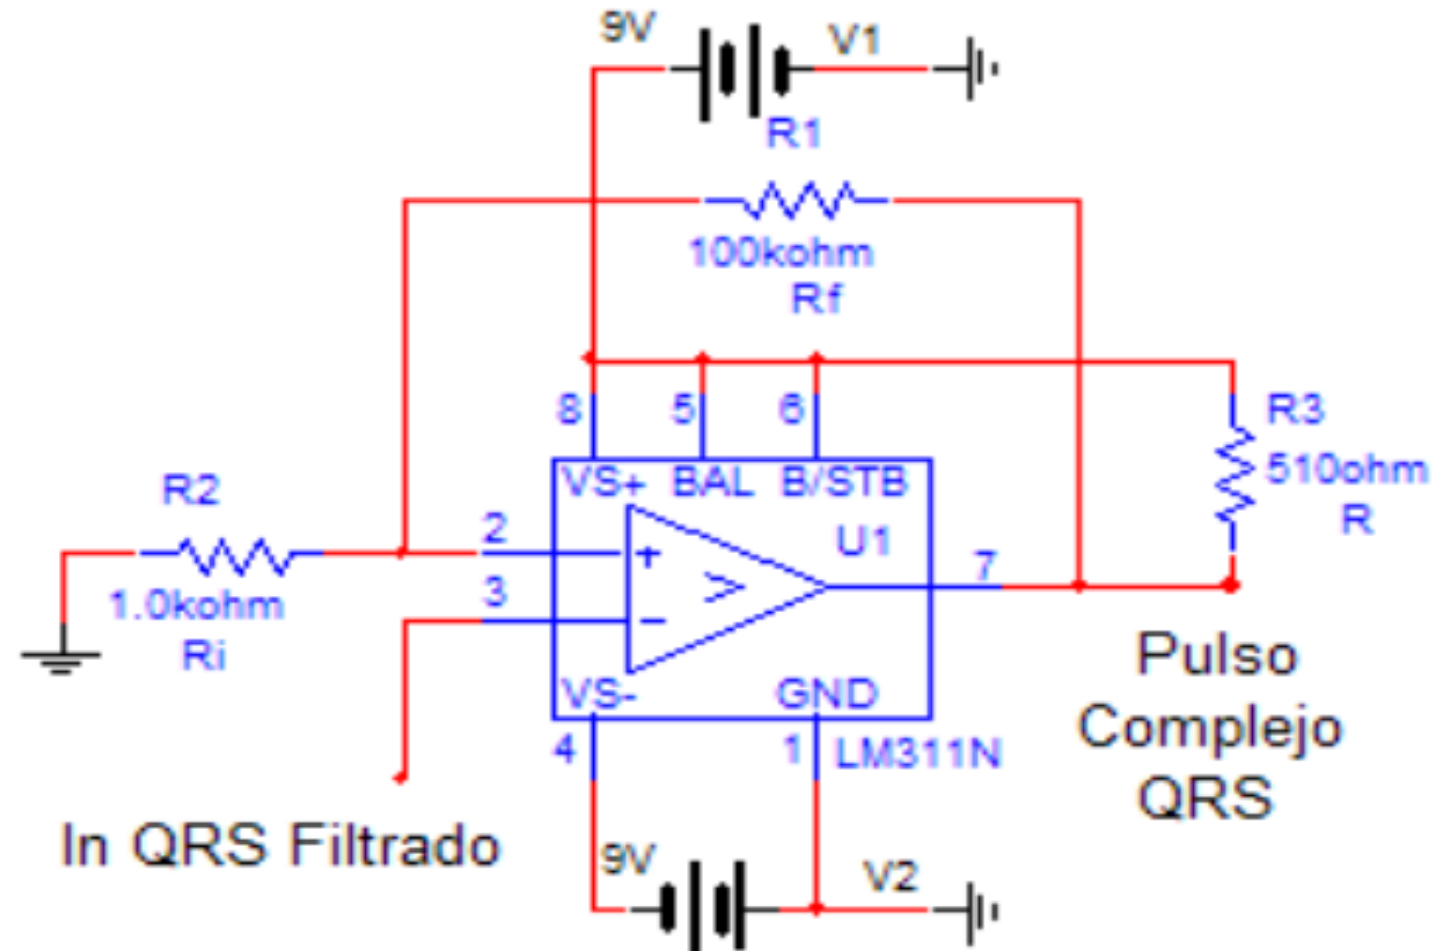 9V
V1
R1
100kohm
Rf
8
5
6
R3
510ohm
R
VS+ BAL B/STB
R2
U1
2
+
>
7
1.0kohm
Ri
3
−
VS-
GND
Pulso
Complejo
QRS
4
1
LM311N
In QRS Filtrado
9V
V2